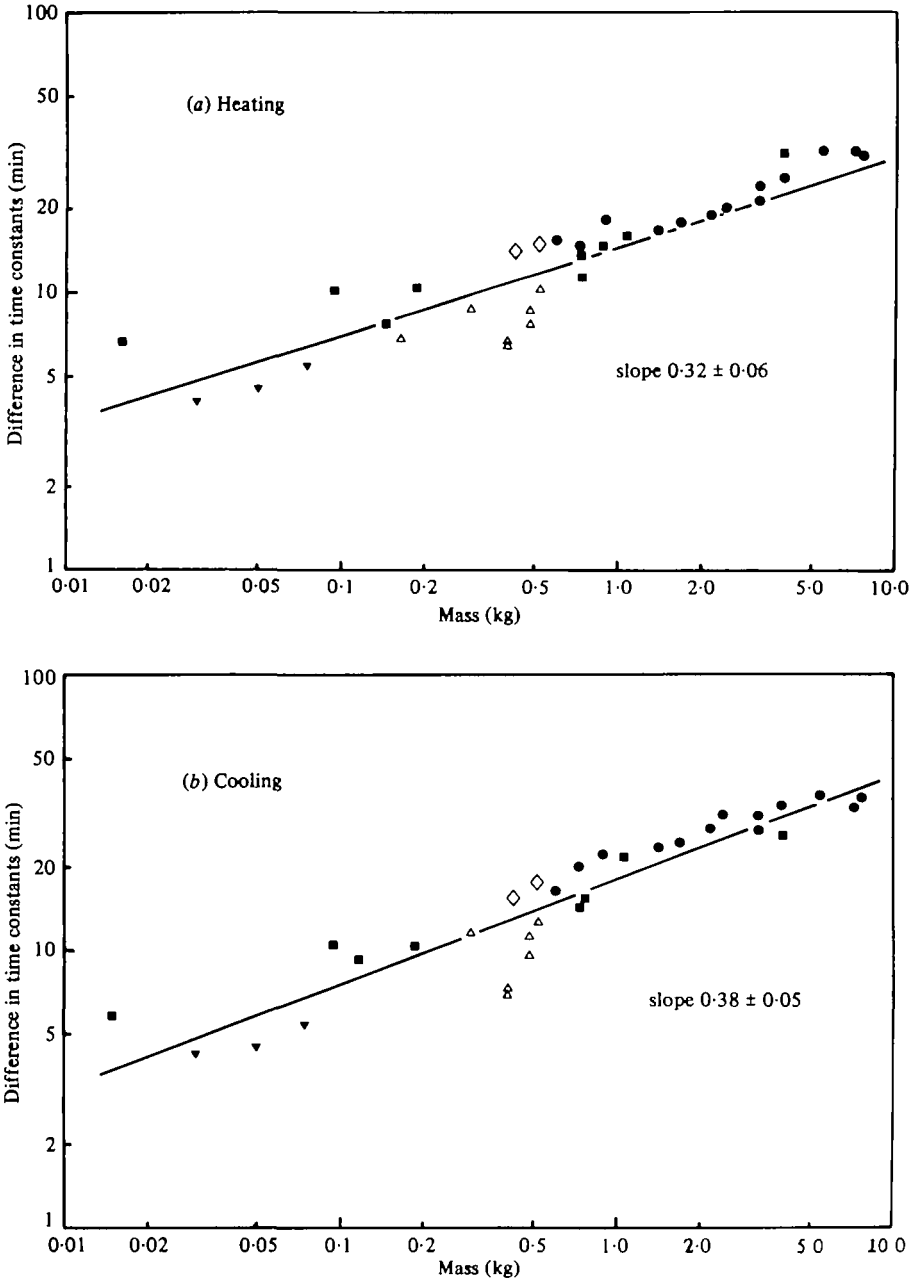 100
50
20
10
5
2
1
Difference in time constants (min)
(a) Heating
slope 0·32 ± 0·06
0·01 0·02 0·05 0·1 0·2 0·5 1·0 2·0 5·0 10·0
Mass (kg)
100
50
20
10
5
2
1
Difference in time constants (min)
(b) Cooling
slope 0·38 ± 0·05
0·01 0·02 0·05 0·1 0·2 0·5 1·0 2·0 5 0 10 0
Mass (kg)